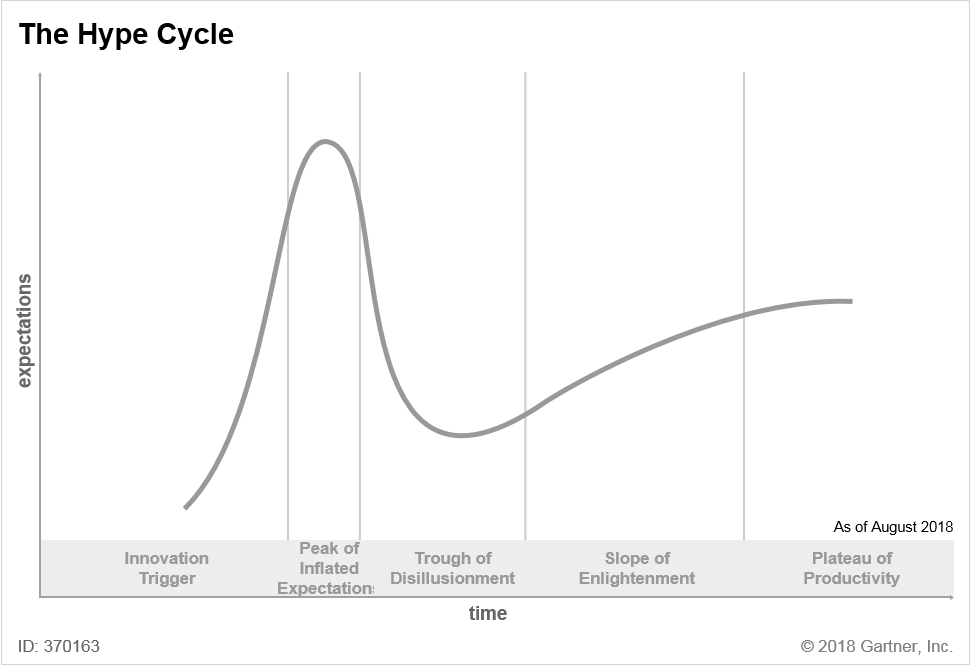 The Hype Cycle
expectations
As of August 2018
Innovation
Trigger
Peak of
Inflated
Expectations
Trough of
Disillusionment
Slope of
Enlightenment
Plateau of
Productivity
time
ID: 370163
© 2018 Gartner, Inc.